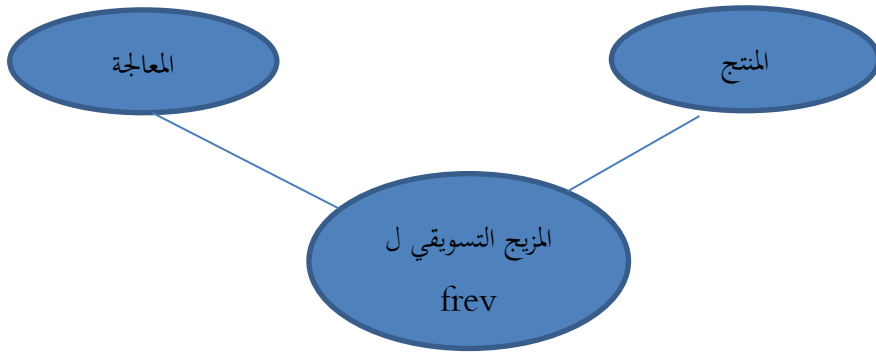 المنتج
المعالجة
المزيج التسويقي ل
frev